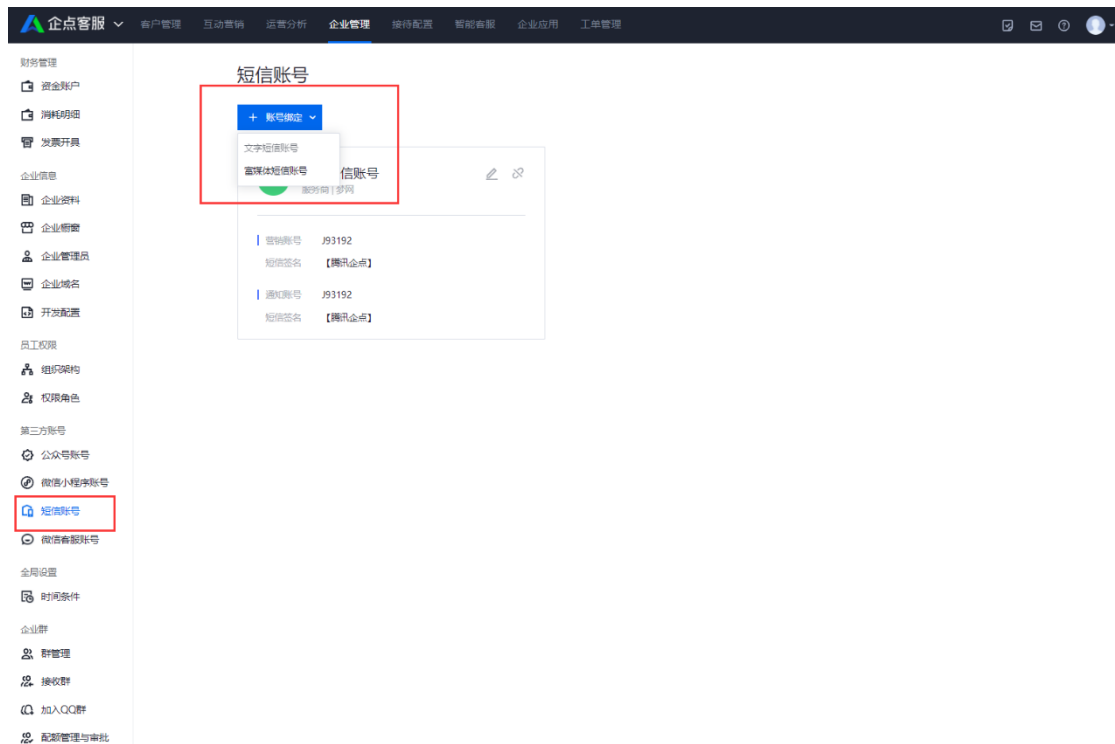 企点客服
客户管理 互动营销 运营分析 企业管理 接待配置 智能客服 企业应用 工单管理
财务管理
资金账户
消耗明细
发票开具
企业信息
企业资料
企业橱窗
企业管理员
企业域名
开发配置
员工权限
组织架构
权限角色
第三方账号
公众号账号
微信小程序账号
短信账号
微信客服账号
全局设置
时间条件
企业群
群管理
接收群
加入QQ群
配额管理与审批
短信账号
+ 账号绑定
文字短信账号
富媒体短信账号
信账号
服务商 | 梦网
营销账号 J93192
短信签名 【腾讯企点】
通知账号 J93192
短信签名 【腾讯企点】